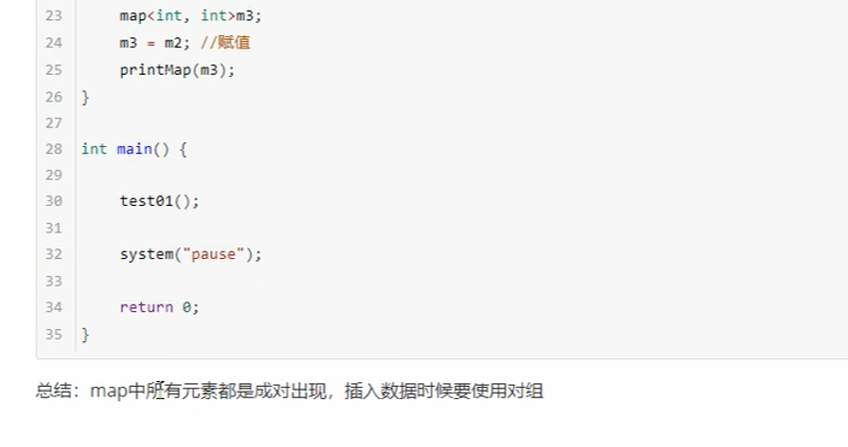 23 map<int, int>m3;
24 m3 = m2; //赋值
25 printMap(m3);
26 }
27
28 int main() {
29
30 test01();
31
32 system("pause");
33
34 return 0;
35 }
总结：map中所有元素都是成对出现，插入数据时候要使用对组